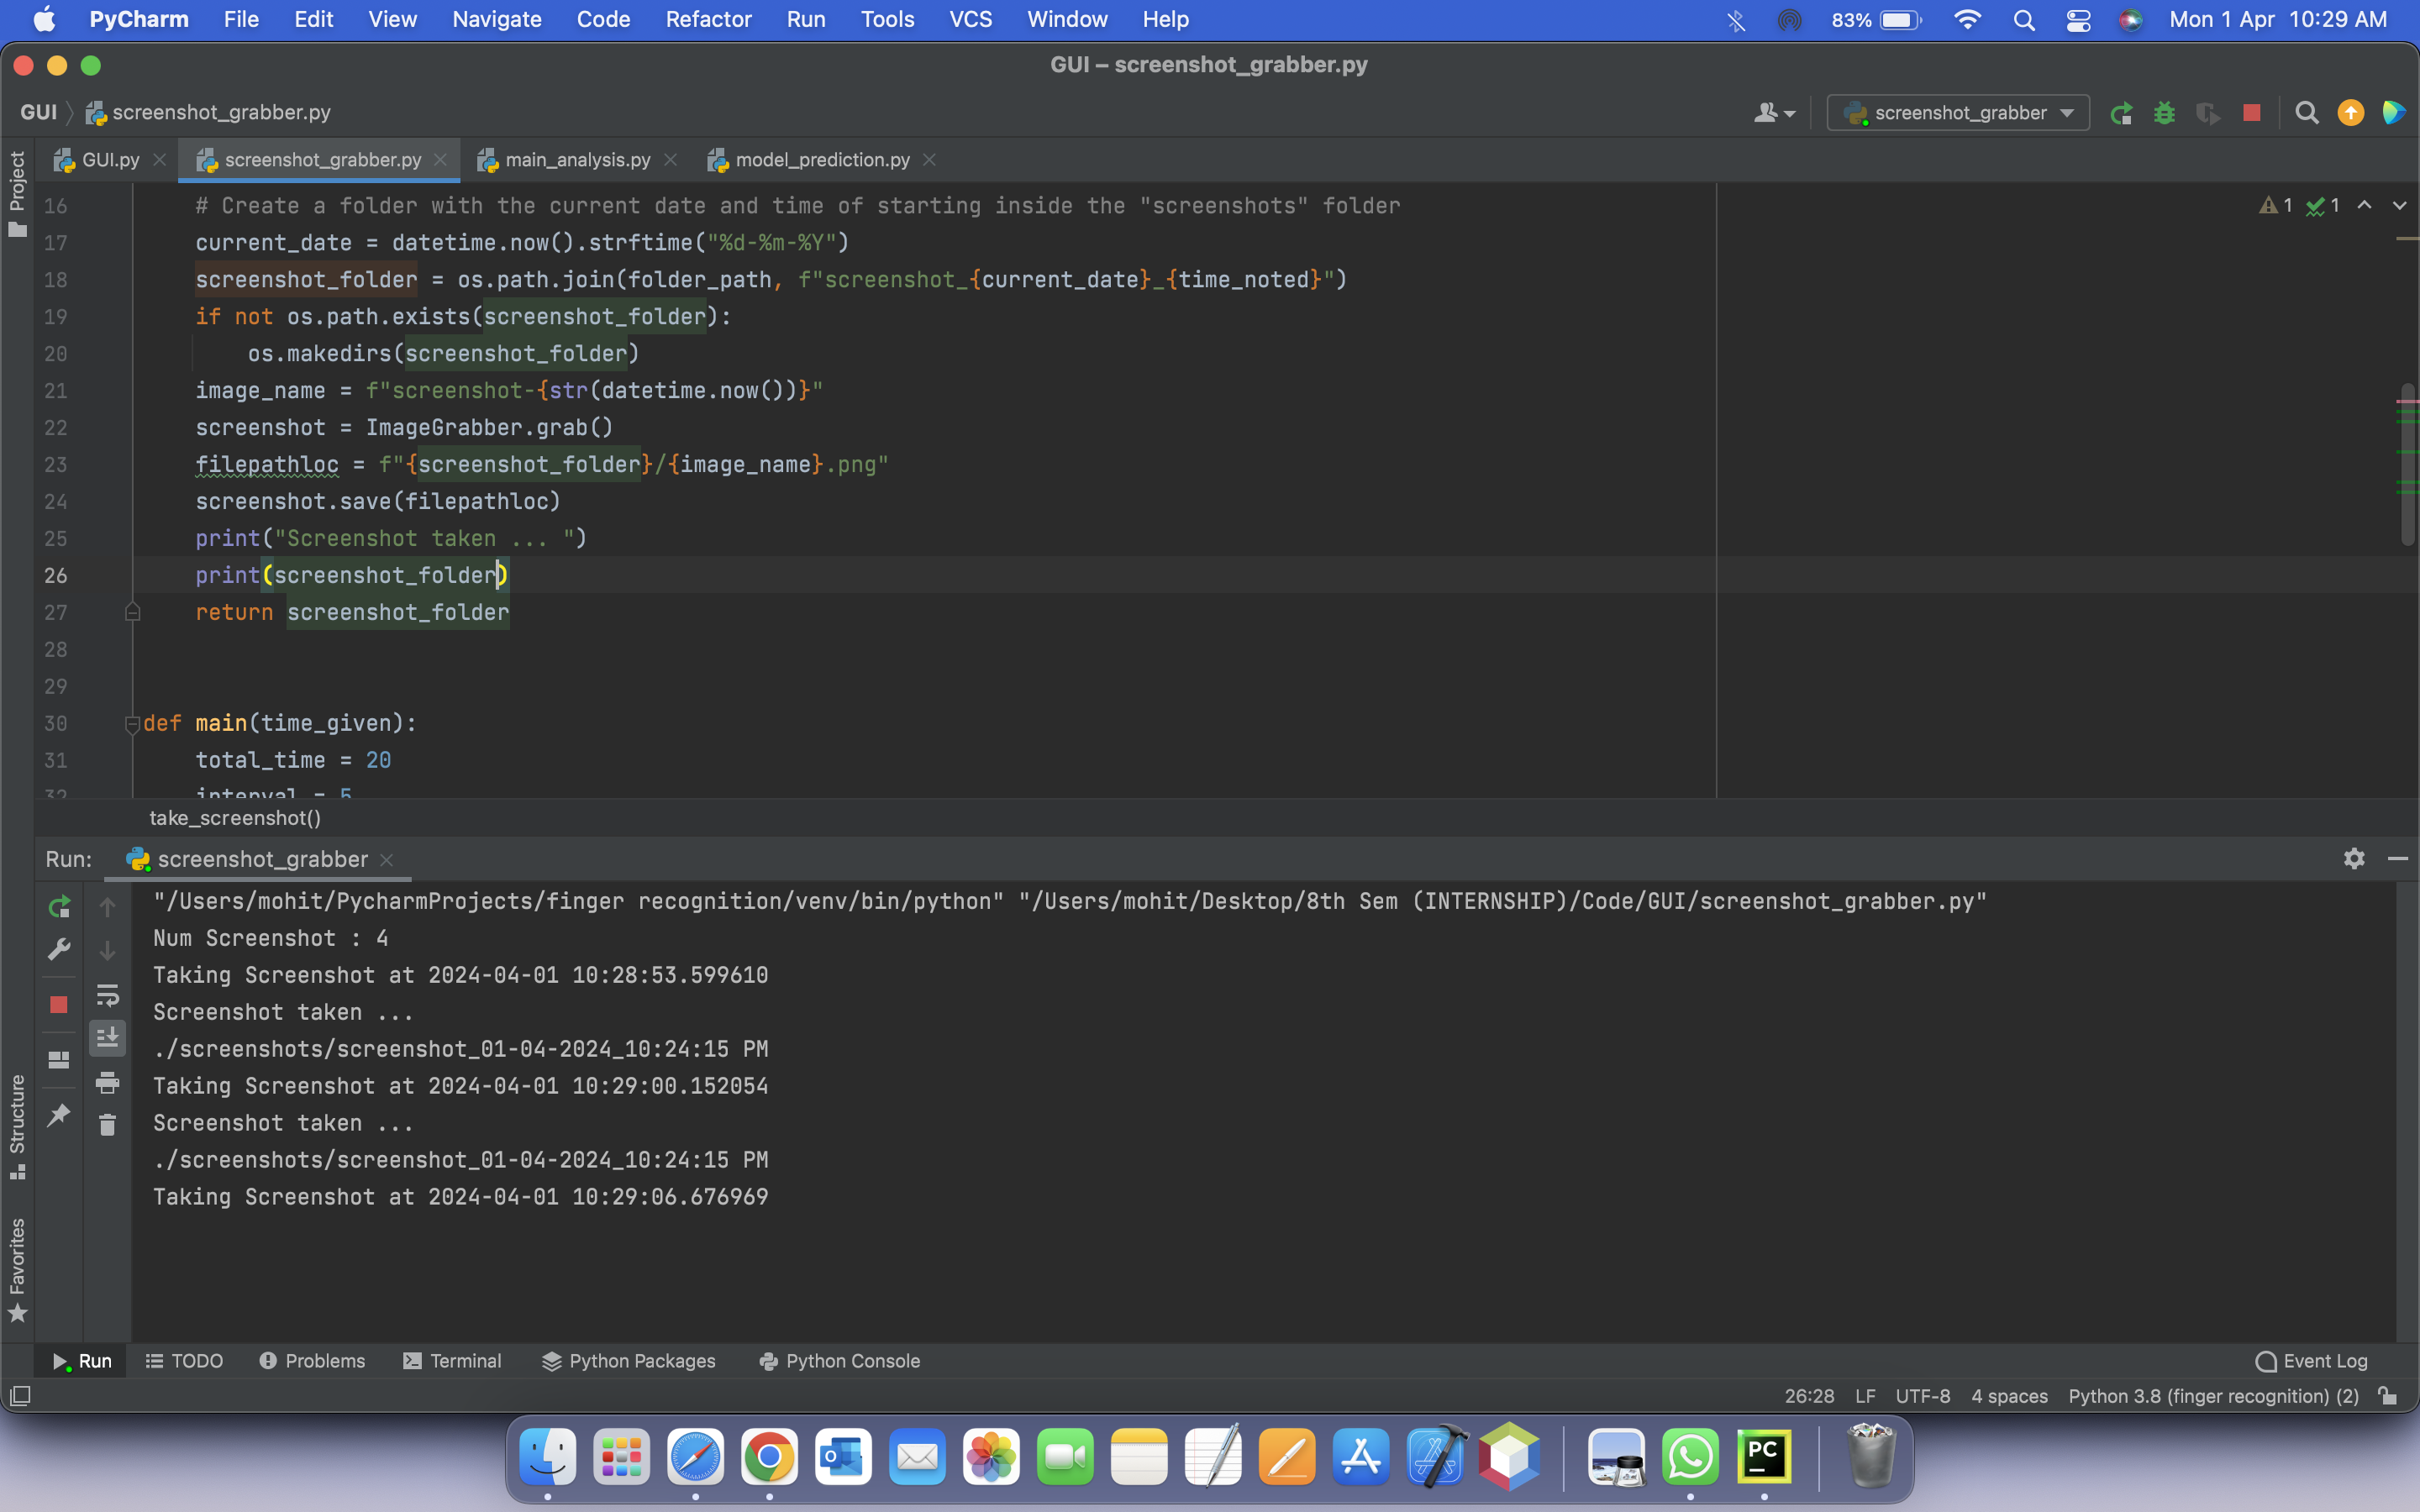 PyCharm File Edit View Navigate Code Refactor Run Tools VCS Window Help 83% Mon 1 Apr 10:29 AM
GUI – screenshot_grabber.py
GUI screenshot_grabber.py screenshot_grabber
Project
GUI.py screenshot_grabber.py main_analysis.py model_prediction.py
16 # Create a folder with the current date and time of starting inside the "screenshots" folder 1 1
17 current_date = datetime.now().strftime("%d-%m-%Y")
18 screenshot_folder = os.path.join(folder_path, f"screenshot_{current_date}_{time_noted}")
19 if not os.path.exists(screenshot_folder):
20 os.makedirs(screenshot_folder)
21 image_name = f"screenshot-{str(datetime.now())}"
22 screenshot = ImageGrabber.grab()
23 filepathloc = f"{screenshot_folder}/{image_name}.png"
24 screenshot.save(filepathloc)
25 print("Screenshot taken ... ")
26 print(screenshot_folder)
27 return screenshot_folder
28
29
30 def main(time_given):
31 total_time = 20
32 interval = 5
take_screenshot()
Run: screenshot_grabber
"/Users/mohit/PycharmProjects/finger recognition/venv/bin/python" "/Users/mohit/Desktop/8th Sem (INTERNSHIP)/Code/GUI/screenshot_grabber.py"
Num Screenshot : 4
Taking Screenshot at 2024-04-01 10:28:53.599610
Screenshot taken ...
./screenshots/screenshot_01-04-2024_10:24:15 PM
Taking Screenshot at 2024-04-01 10:29:00.152054
Screenshot taken ...
./screenshots/screenshot_01-04-2024_10:24:15 PM
Taking Screenshot at 2024-04-01 10:29:06.676969
Structure
Favorites
Run TODO Problems Terminal Python Packages Python Console Event Log
26:28 LF UTF-8 4 spaces Python 3.8 (finger recognition) (2)
PC